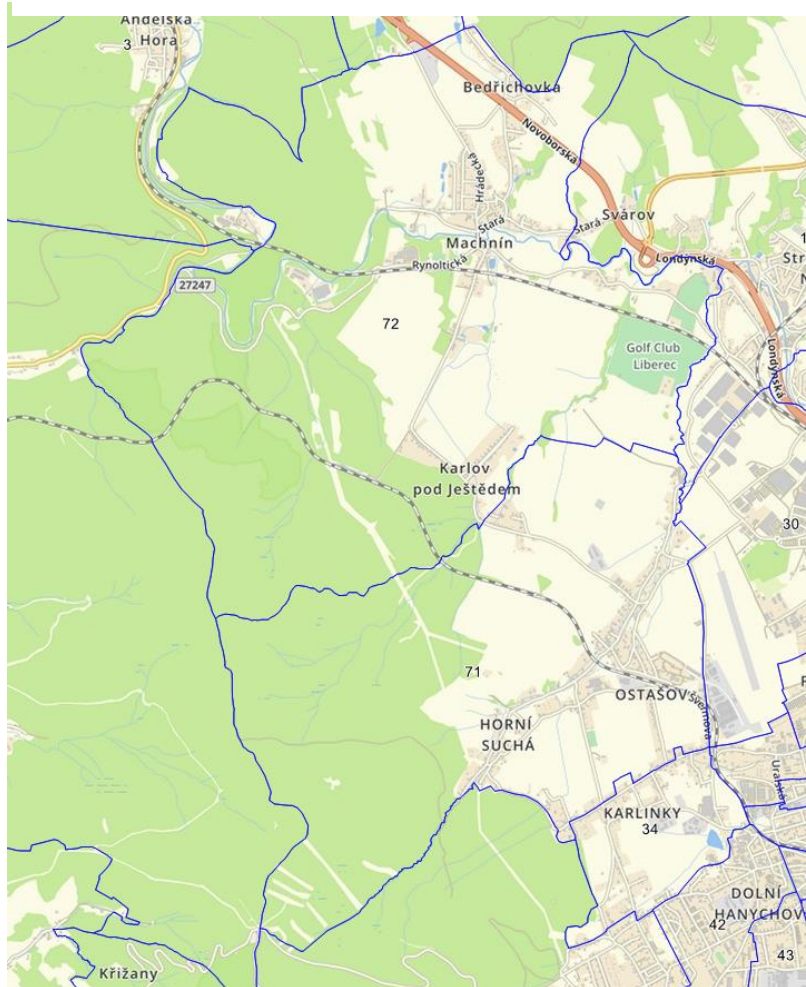 Andělská
Hora
3
Bedřichovka
Novoborská
Hrádecká
Stará
Stará
Svárov
Machnín
Londýnská
Rynoltická
27247
72
Golf Club
Liberec
Londýnská
Karlov
pod Ještědem
30
71
OSTAŠOV
Švermova
HORNÍ
SUCHÁ
Uralská
KARLINKY
34
DOLNÍ
HANYCHOV
42
43
Křižany